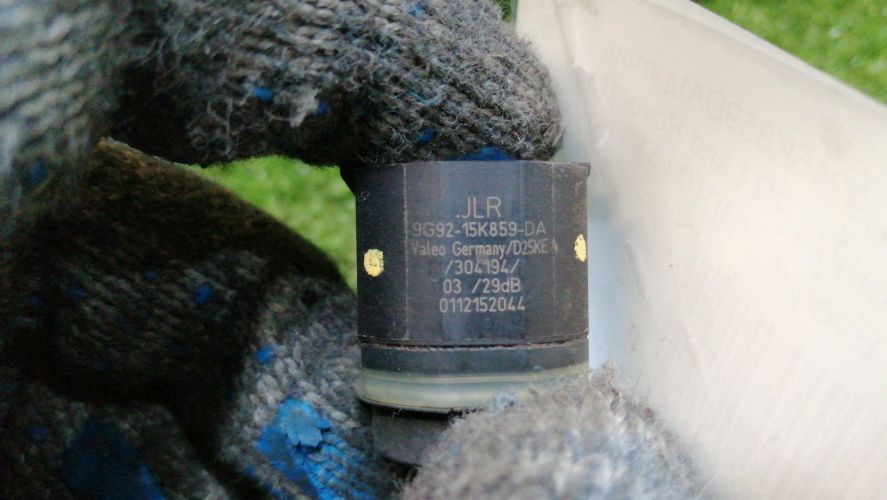 .JLR
9G92-15K859-DA
Valeo Germany/D25KEA
/304194/
03 /29dB
0112152044